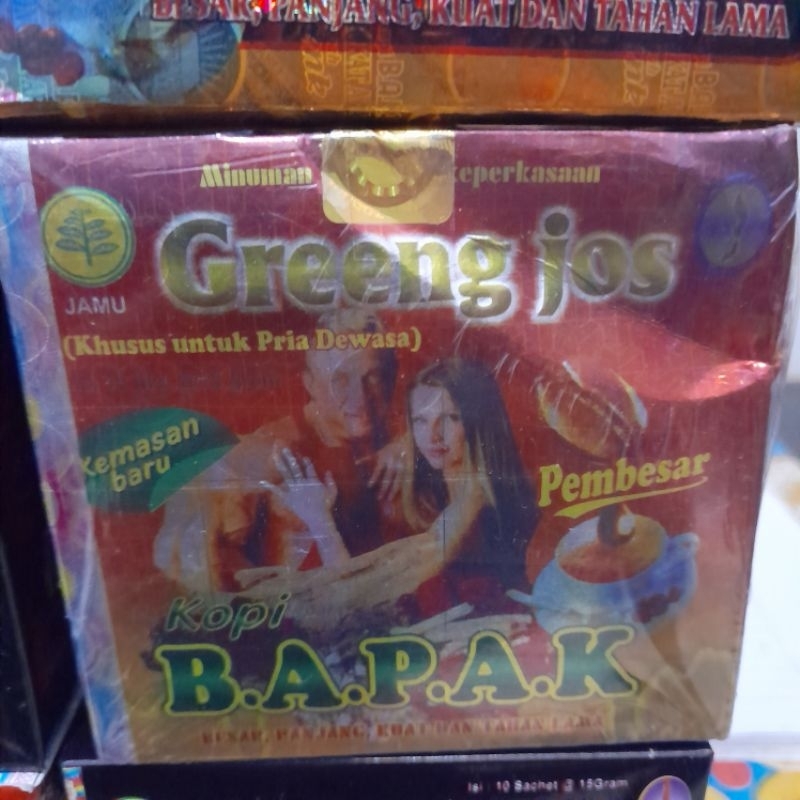 BESAR, PANJANG, KUAT DAN TAHAN LAMA
Minuman keperkasaan
Greeng jos
JAMU
(Khusus untuk Pria Dewasa)
Kemasan
baru
Pembesar
Kopi
B.A.P.A.K
BESAR, PANJANG, KUAT DAN TAHAN LAMA
Isi : 10 Sachet @ 15Gram